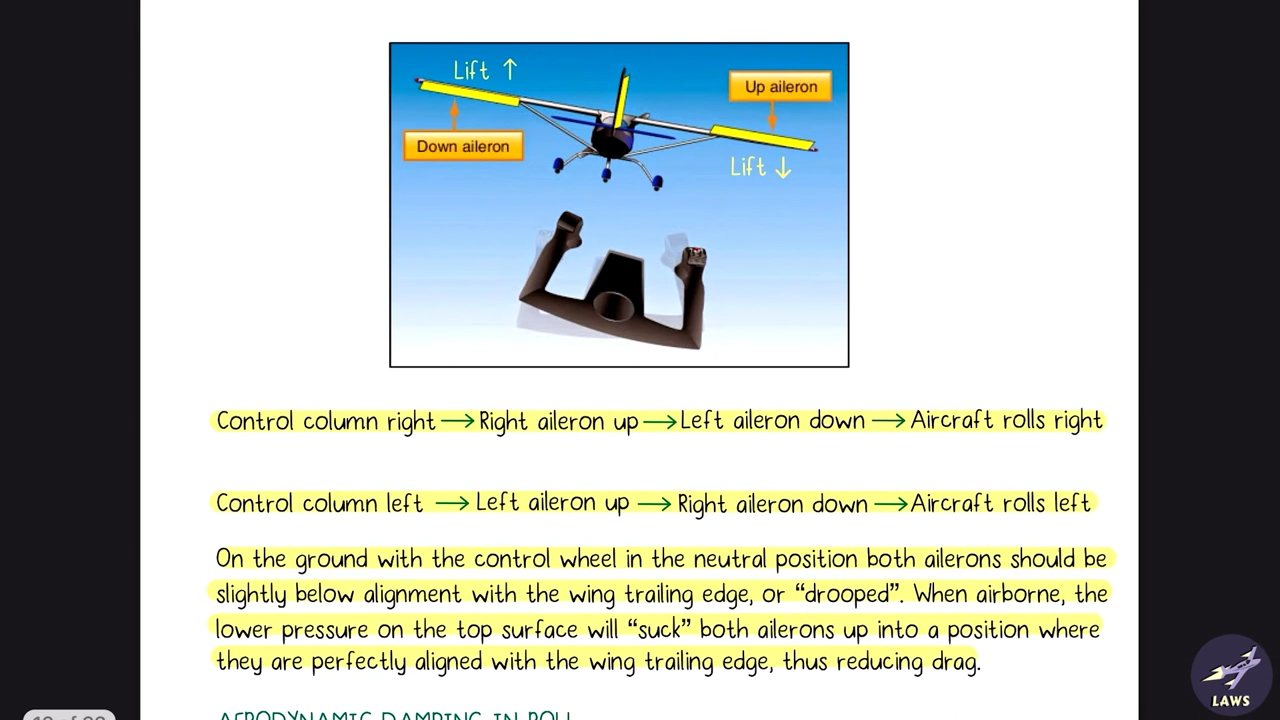 Lift ↑
Up aileron
Down aileron
Lift ↓
Control column right → Right aileron up → Left aileron down → Aircraft rolls right
Control column left → Left aileron up → Right aileron down → Aircraft rolls left
On the ground with the control wheel in the neutral position both ailerons should be
slightly below alignment with the wing trailing edge, or “drooped”. When airborne, the
lower pressure on the top surface will “suck” both ailerons up into a position where
they are perfectly aligned with the wing trailing edge, thus reducing drag.
LAWS
AERODYNAMIC DAMPING IN ROLL